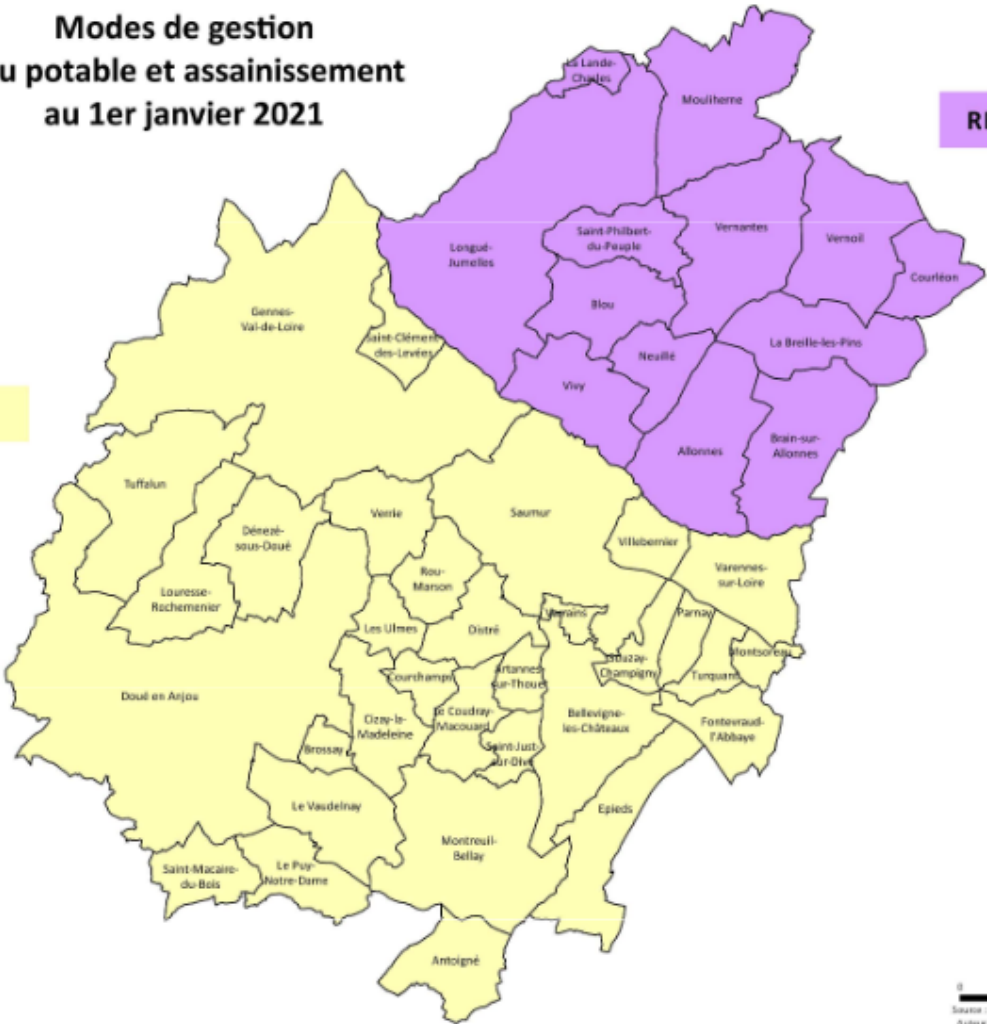 Modes de gestion
u potable et assainissement
au 1er janvier 2021
La Lande-
Charles
Mouliherne
Saint-Philbert-
du-Peuple
Vernantes
Vernoil
Longué-
Jumelles
Courléon
Blou
Gennes-
Val-de-Loire
Saint-Clément
des-Levées
Neuillé
La Breille-les-Pins
Vivy
Allonnes
Brain-sur-
Allonnes
Tuffalun
Verrie
Saumur
Dénezé-
sous-Doué
Villebernier
Varennes-
sur-Loire
Rou-
Marson
Louresse-
Rochemenier
Les Ulmes
Distré
Varrains
Parnay
Montsoreau
Souzay-
Champigny
Turquant
Courchamps
Artannes-
sur-Thouet
Doué en Anjou
Cizay-la-
Madeleine
Le Coudray-
Macouard
Bellevigne-
les-Châteaux
Fontevraud-
l'Abbaye
Brossay
Saint-Just-
sur-Dive
Le Vaudelnay
Epieds
Montreuil-
Bellay
Saint-Macaire-
du-Bois
Le Puy-
Notre-Dame
Antoigné
0
Source :